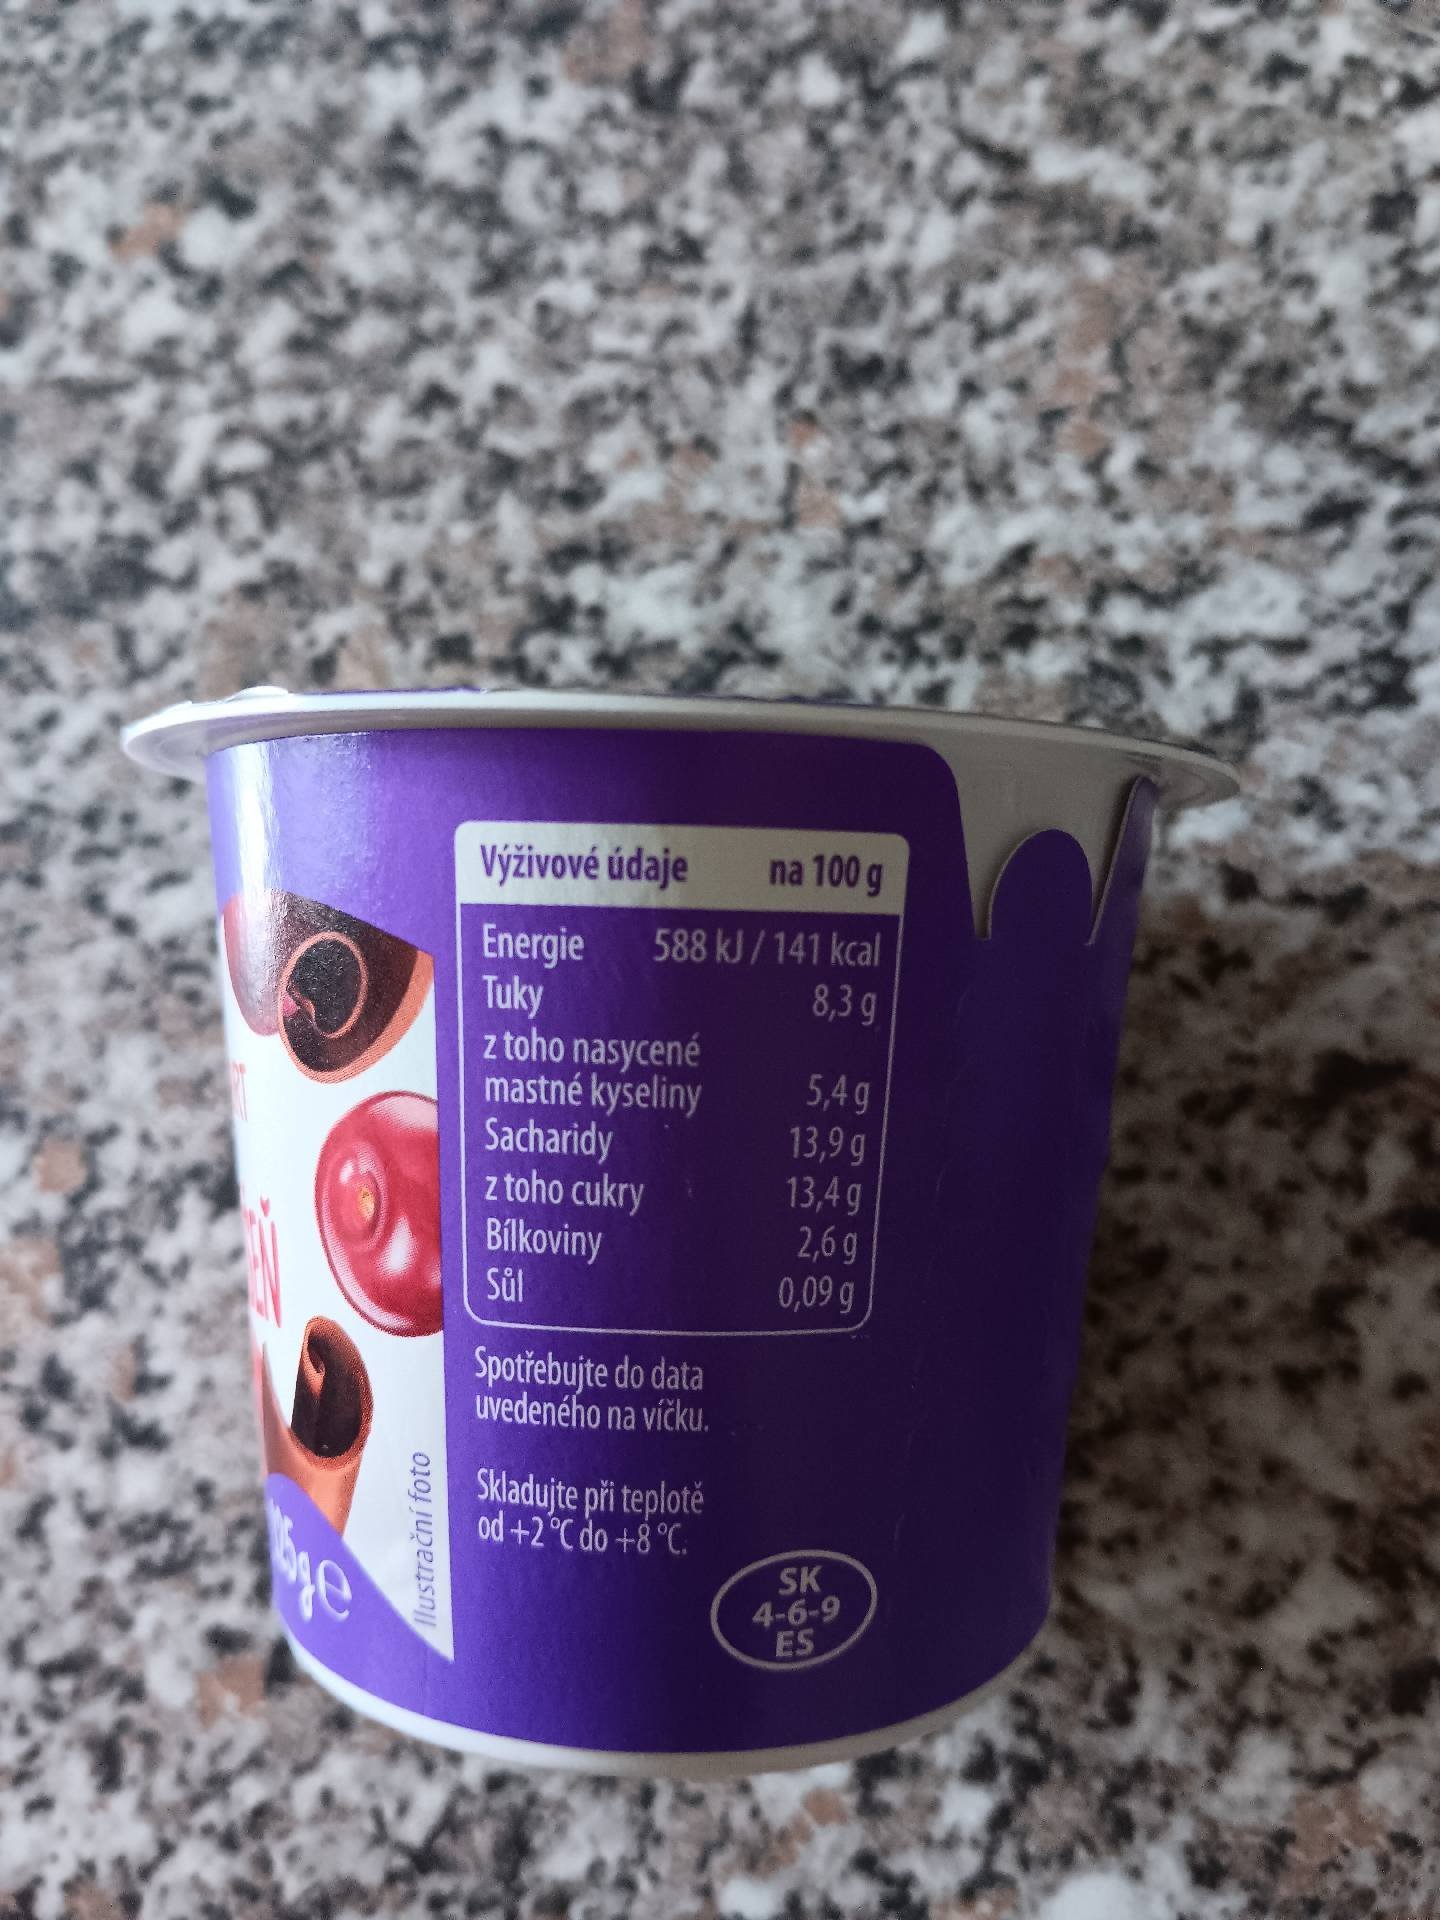 Výživové údaje na 100 g
Energie 588 kJ / 141 kcal
Tuky 8,3 g
z toho nasycené
mastné kyseliny 5,4 g
Sacharidy 13,9 g
z toho cukry 13,4 g
Bílkoviny 2,6 g
Sůl 0,09 g
Spotřebujte do data
uvedeného na víčku.
Skladujte při teplotě
od +2 °C do +8 °C.
SK
4-6-9
ES
Ilustrační foto